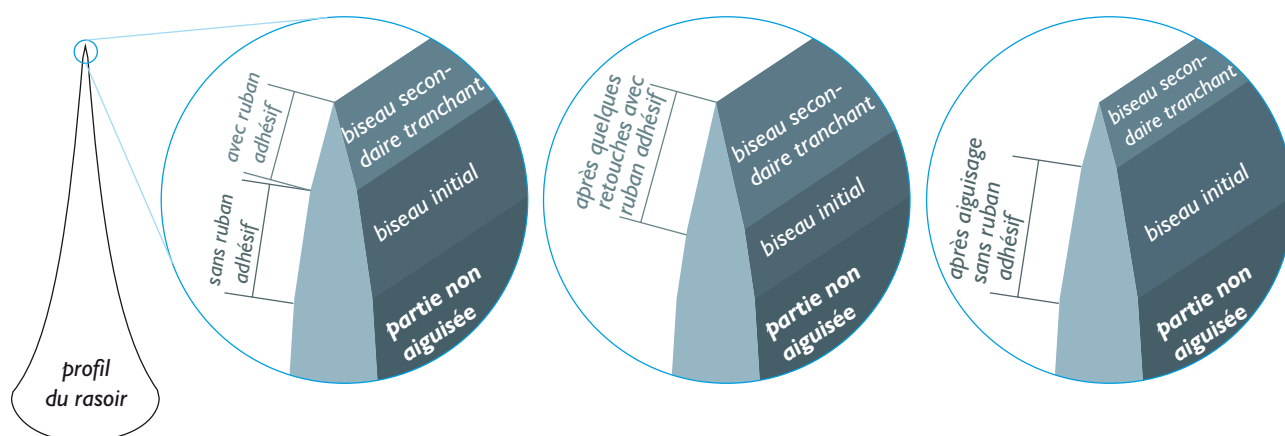 profil
du rasoir
avec ruban
adhésif
sans ruban
adhésif
biseau secon-
daire tranchant
biseau initial
partie non
aiguisée
après quelques
retouches avec
ruban adhésif
biseau secon-
daire tranchant
biseau initial
partie non
aiguisée
après aiguisage
sans ruban
adhésif
biseau secon-
daire tranchant
biseau initial
partie non
aiguisée